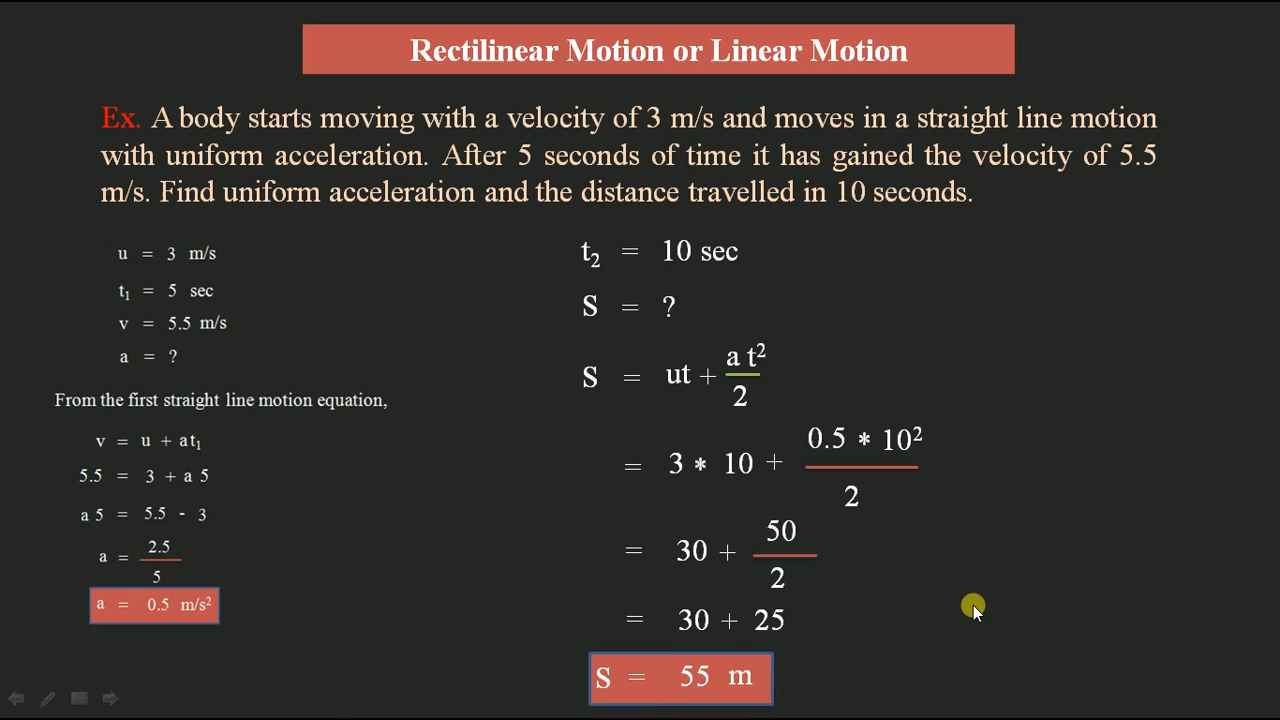 Rectilinear Motion or Linear Motion
Ex. A body starts moving with a velocity of 3 m/s and moves in a straight line motion
with uniform acceleration. After 5 seconds of time it has gained the velocity of 5.5
m/s. Find uniform acceleration and the distance travelled in 10 seconds.
u = 3 m/s
t₁ = 5 sec
v = 5.5 m/s
a = ?
From the first straight line motion equation,
v = u + at₁
5.5 = 3 + a 5
a 5 = 5.5 - 3
a = 2.5
5
a = 0.5 m/s²
t₂ = 10 sec
S = ?
S = ut + a t²
2
= 3 * 10 + 0.5 * 10²
2
= 30 + 50
2
= 30 + 25
S = 55 m